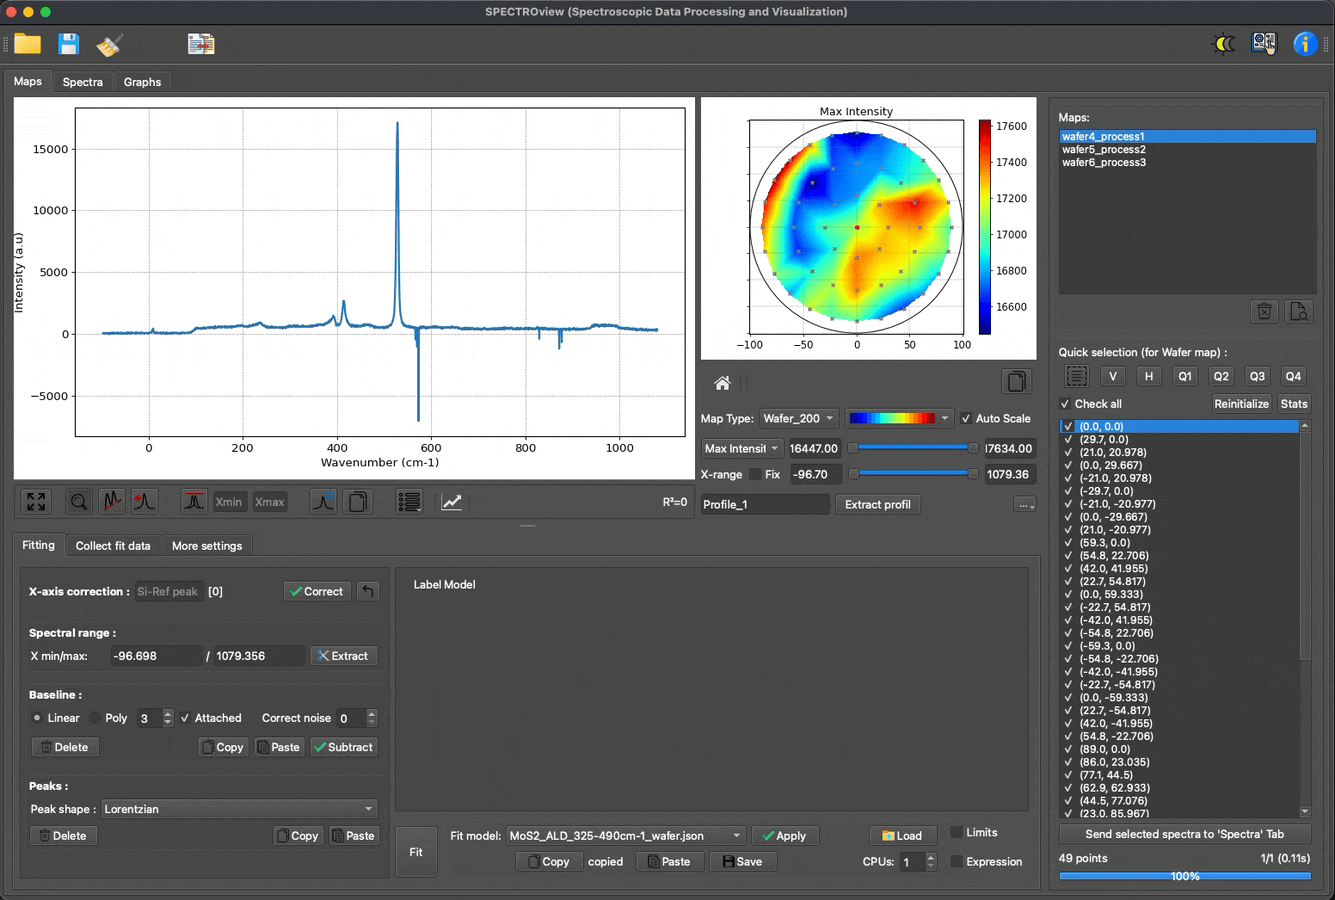 SPECTROview (Spectroscopic Data Processing and Visualization)
Maps
Spectra
Graphs
Intensity (a.u)
15000
10000
5000
0
−5000
0
200
400
600
800
1000
Wavenumber (cm-1)
Max Intensity
17600
17400
17200
17000
16800
16600
−100
−50
0
50
100
Xmin
Xmax
R²=0
Map Type:
Wafer_200
Auto Scale
Max Intensit
16447.00
17634.00
X-range
Fix
-96.70
1079.36
Profile_1
Extract profil
...
Maps:
wafer4_process1
wafer5_process2
wafer6_process3
Quick selection (for Wafer map) :
V
H
Q1
Q2
Q3
Q4
Check all
Reinitialize
Stats
(0.0, 0.0)
(29.7, 0.0)
(21.0, 20.978)
(0.0, 29.667)
(-21.0, 20.978)
(-29.7, 0.0)
(-21.0, -20.977)
(0.0, -29.667)
(21.0, -20.977)
(59.3, 0.0)
(54.8, 22.706)
(42.0, 41.955)
(22.7, 54.817)
(0.0, 59.333)
(-22.7, 54.817)
(-42.0, 41.955)
(-54.8, 22.706)
(-59.3, 0.0)
(-54.8, -22.706)
(-42.0, -41.955)
(-22.7, -54.817)
(0.0, -59.333)
(22.7, -54.817)
(42.0, -41.955)
(54.8, -22.706)
(89.0, 0.0)
(86.0, 23.035)
(77.1, 44.5)
(62.9, 62.933)
(44.5, 77.076)
(23.0, 85.967)
Send selected spectra to 'Spectra' Tab
49 points
1/1 (0.11s)
100%
Fitting
Collect fit data
More settings
X-axis correction :
Si-Ref peak
[0]
Correct
Spectral range :
X min/max:
-96.698
/
1079.356
Extract
Baseline :
Linear
Poly
3
Attached
Correct noise
0
Delete
Copy
Paste
Subtract
Peaks :
Peak shape :
Lorentzian
Delete
Copy
Paste
Label Model
Fit
Fit model:
MoS2_ALD_325-490cm-1_wafer.json
Apply
Load
Limits
Copy
copied
Paste
Save
CPUs:
1
Expression